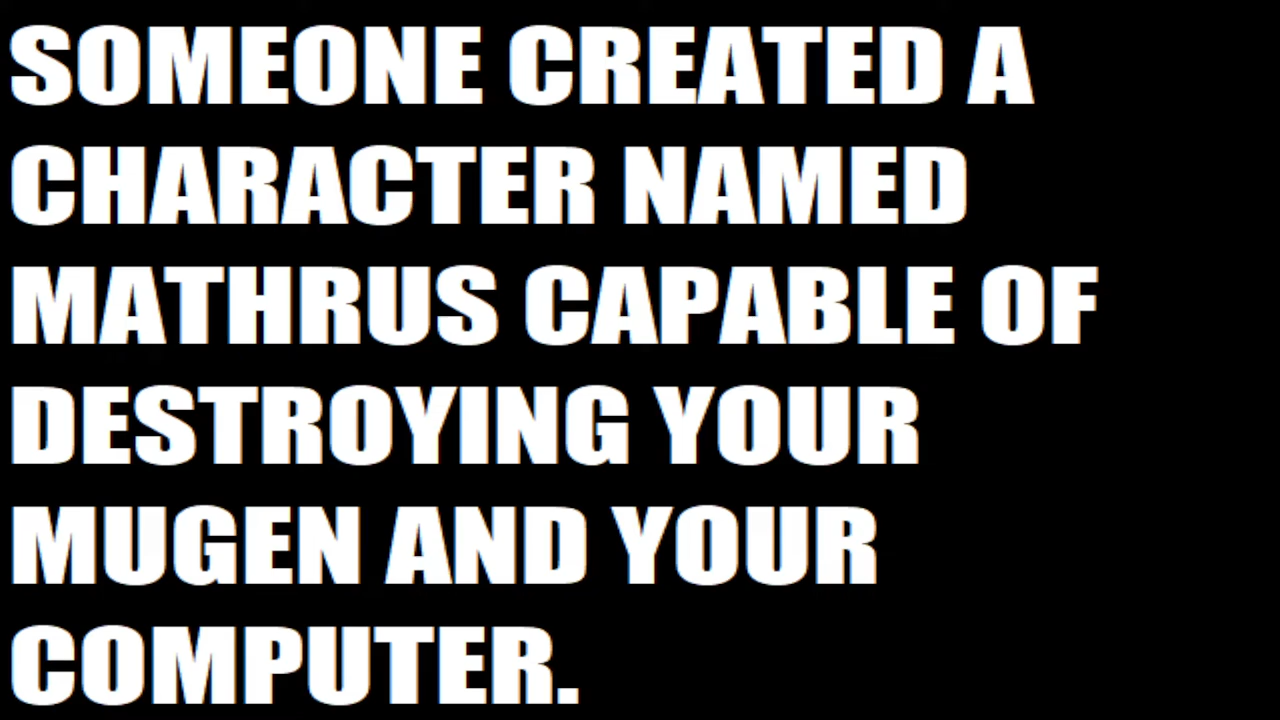 SOMEONE CREATED A
CHARACTER NAMED
MATHRUS CAPABLE OF
DESTROYING YOUR
MUGEN AND YOUR
COMPUTER.